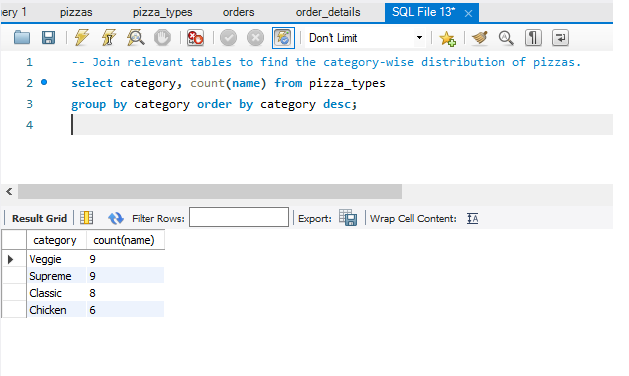 ery 1 pizzas pizza_types orders order_details SQL File 13*
Don't Limit
1 -- Join relevant tables to find the category-wise distribution of pizzas.
2 select category, count(name) from pizza_types
3 group by category order by category desc;
4
Result Grid Filter Rows: Export: Wrap Cell Content:
category count(name)
Veggie 9
Supreme 9
Classic 8
Chicken 6